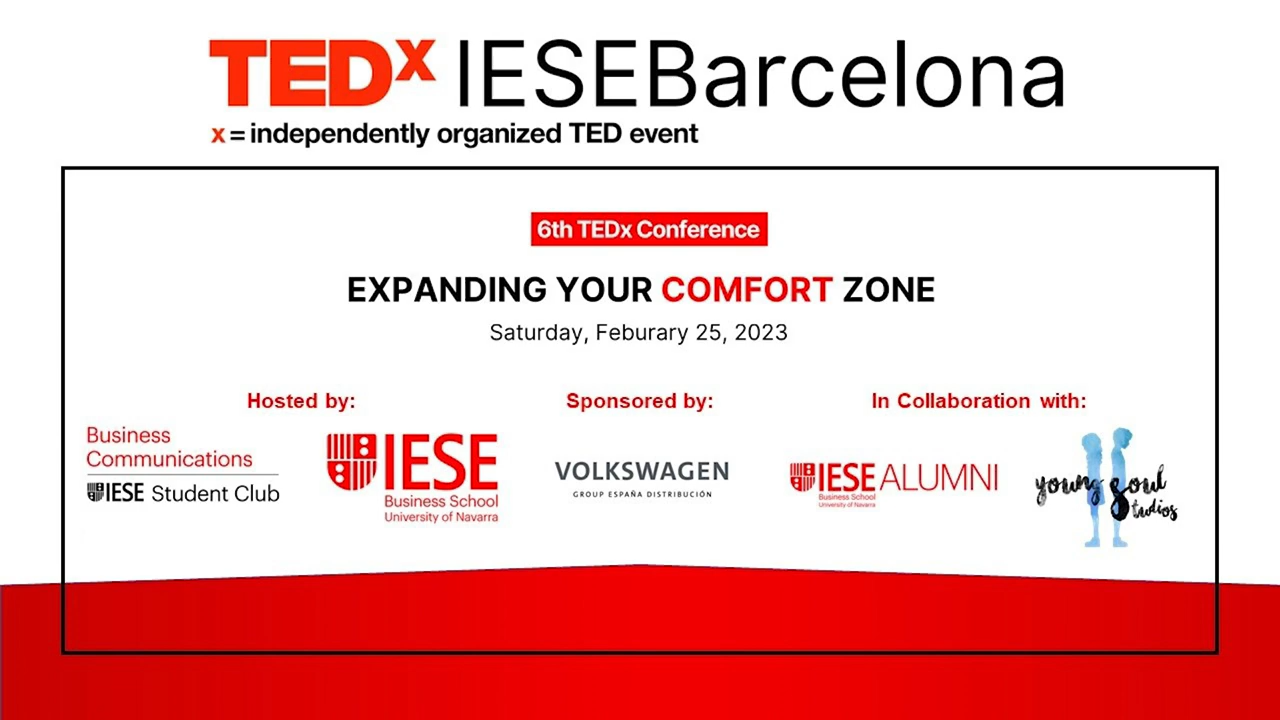 TEDx IESEBarcelona
x = independently organized TED event
6th TEDx Conference
EXPANDING YOUR COMFORT ZONE
Saturday, Feburary 25, 2023
Hosted by:
Business
Communications
IESE Student Club
IESE
Business School
University of Navarra
Sponsored by:
VOLKSWAGEN
GROUP ESPAÑA DISTRIBUCIÓN
In Collaboration with:
IESE ALUMNI
Business School
University of Navarra
young Soul
Studios